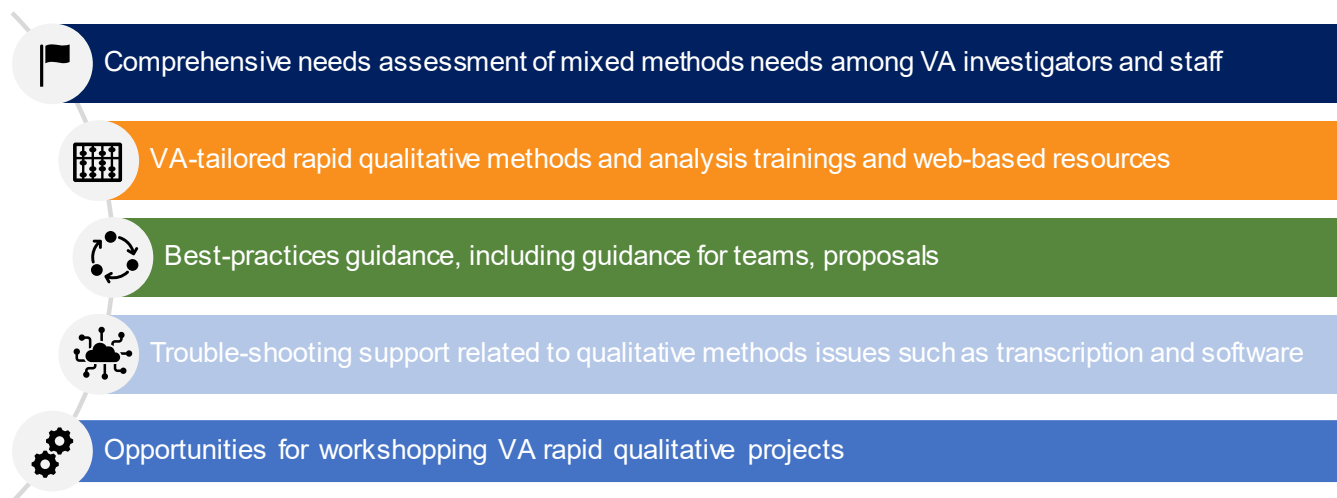 Comprehensive needs assessment of mixed methods needs among VA investigators and staff
VA-tailored rapid qualitative methods and analysis trainings and web-based resources
Best-practices guidance, including guidance for teams, proposals
Trouble-shooting support related to qualitative methods issues such as transcription and software
Opportunities for workshopping VA rapid qualitative projects